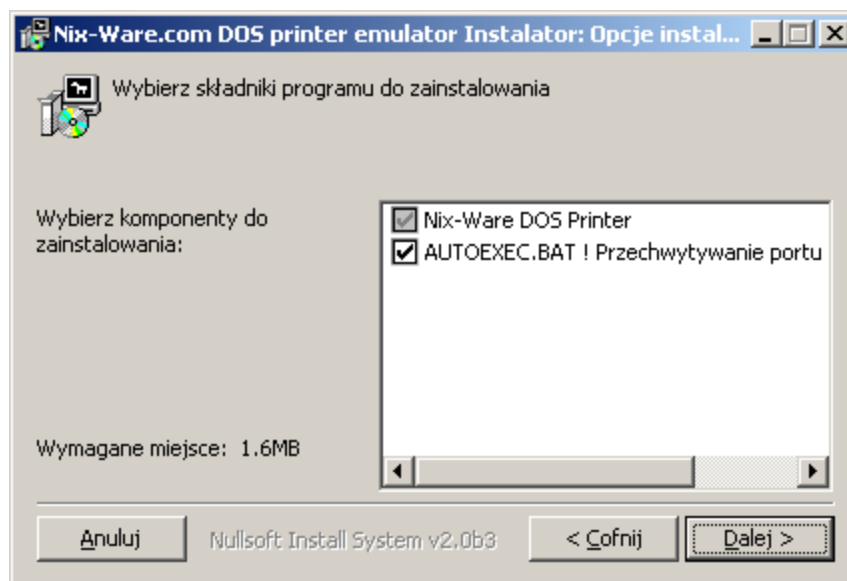 Nix-Ware.com DOS printer emulator Instalator: Opcje instal...
Wybierz składniki programu do zainstalowania
Wybierz komponenty do
zainstalowania:
Nix-Ware DOS Printer
AUTOEXEC.BAT ! Przechwytywanie portu
Wymagane miejsce: 1.6MB
Anuluj
Nullsoft Install System v2.0b3
< Cofnij
Dalej >